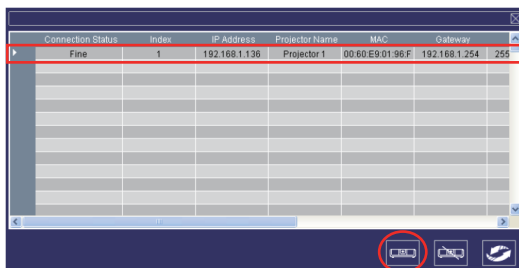 Connection Status Index IP Address Projector Name MAC Gateway
Fine 1 192.168.1.136 Projector 1 00:60:E9:01:96:F 192.168.1.254 255